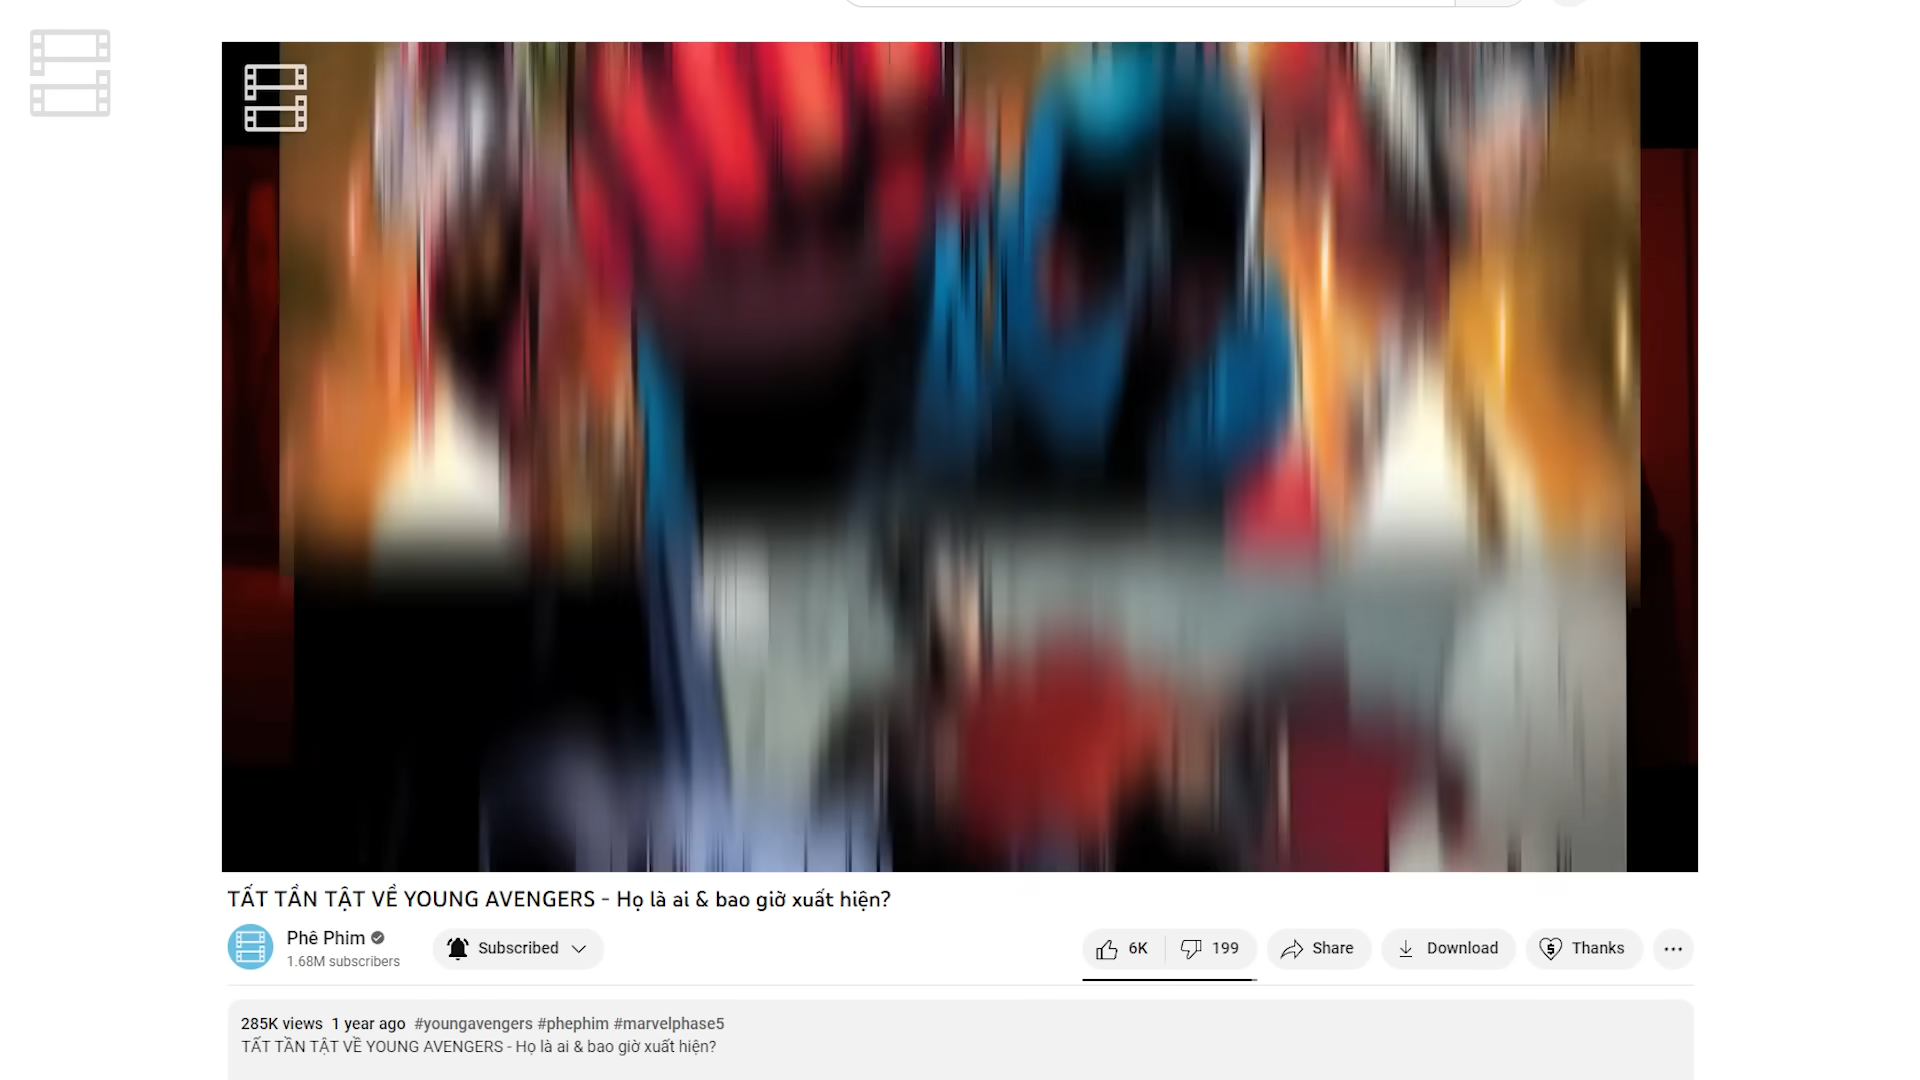 TẤT TẦN TẬT VỀ YOUNG AVENGERS - Họ là ai & bao giờ xuất hiện?
Phê Phim
Subscribed
6K
199
Share
Download
Thanks
1.68M subscribers
285K views 1 year ago #youngavengers #phephim #marvelphase5
TẤT TẦN TẬT VỀ YOUNG AVENGERS - Họ là ai & bao giờ xuất hiện?